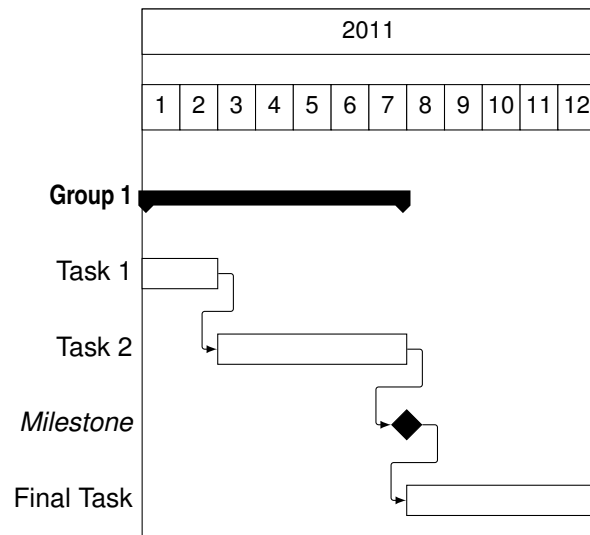 2011
1 2 3 4 5 6 7 8 9 10 11 12
Group 1
Task 1
Task 2
Milestone
Final Task